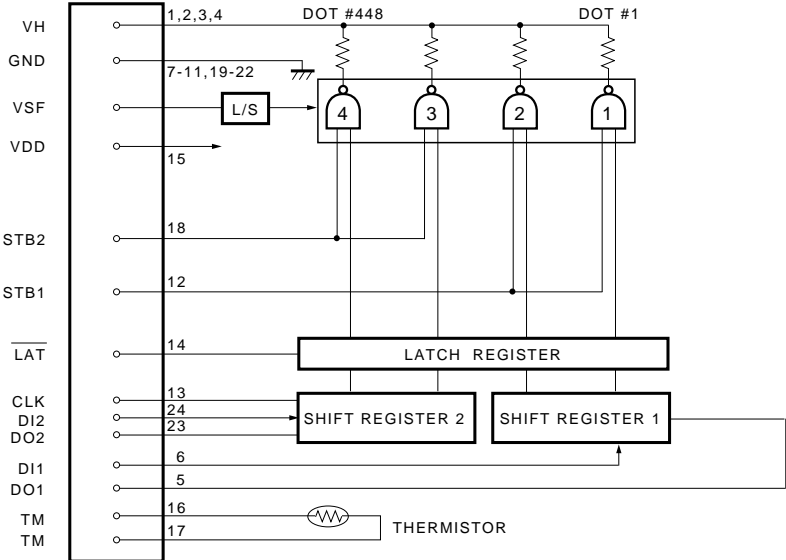 VH 1,2,3,4 DOT #448 DOT #1
GND 7-11,19-22
VSF L/S 4 3 2 1
VDD 15
STB2 18
STB1 12
LAT 14 LATCH REGISTER
CLK 13
DI2 24 SHIFT REGISTER 2 SHIFT REGISTER 1
DO2 23
DI1 6
DO1 5
TM 16
THERMISTOR
TM 17